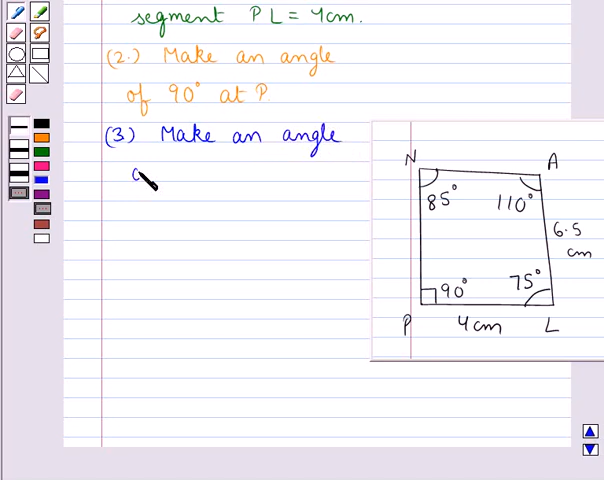 segment PL = 4cm.
(2.) Make an angle
of 90° at P
(3) Make an angle
N A
85° 110°
6.5
cm
90° 75°
P 4cm L